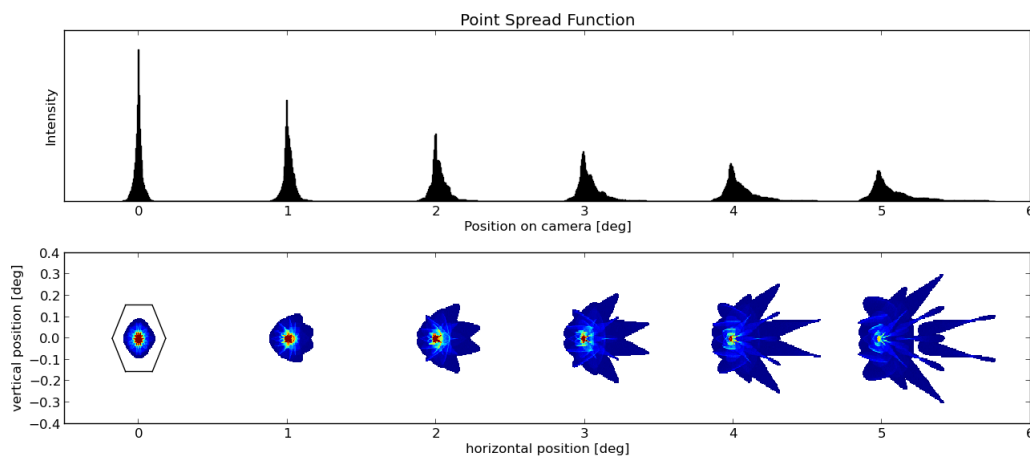 Point Spread Function
Intensity
0 1 2 3 4 5 6
Position on camera [deg]
vertical position [deg]
0.4
0.3
0.2
0.1
0.0
−0.1
−0.2
−0.3
−0.4
0 1 2 3 4 5 6
horizontal position [deg]